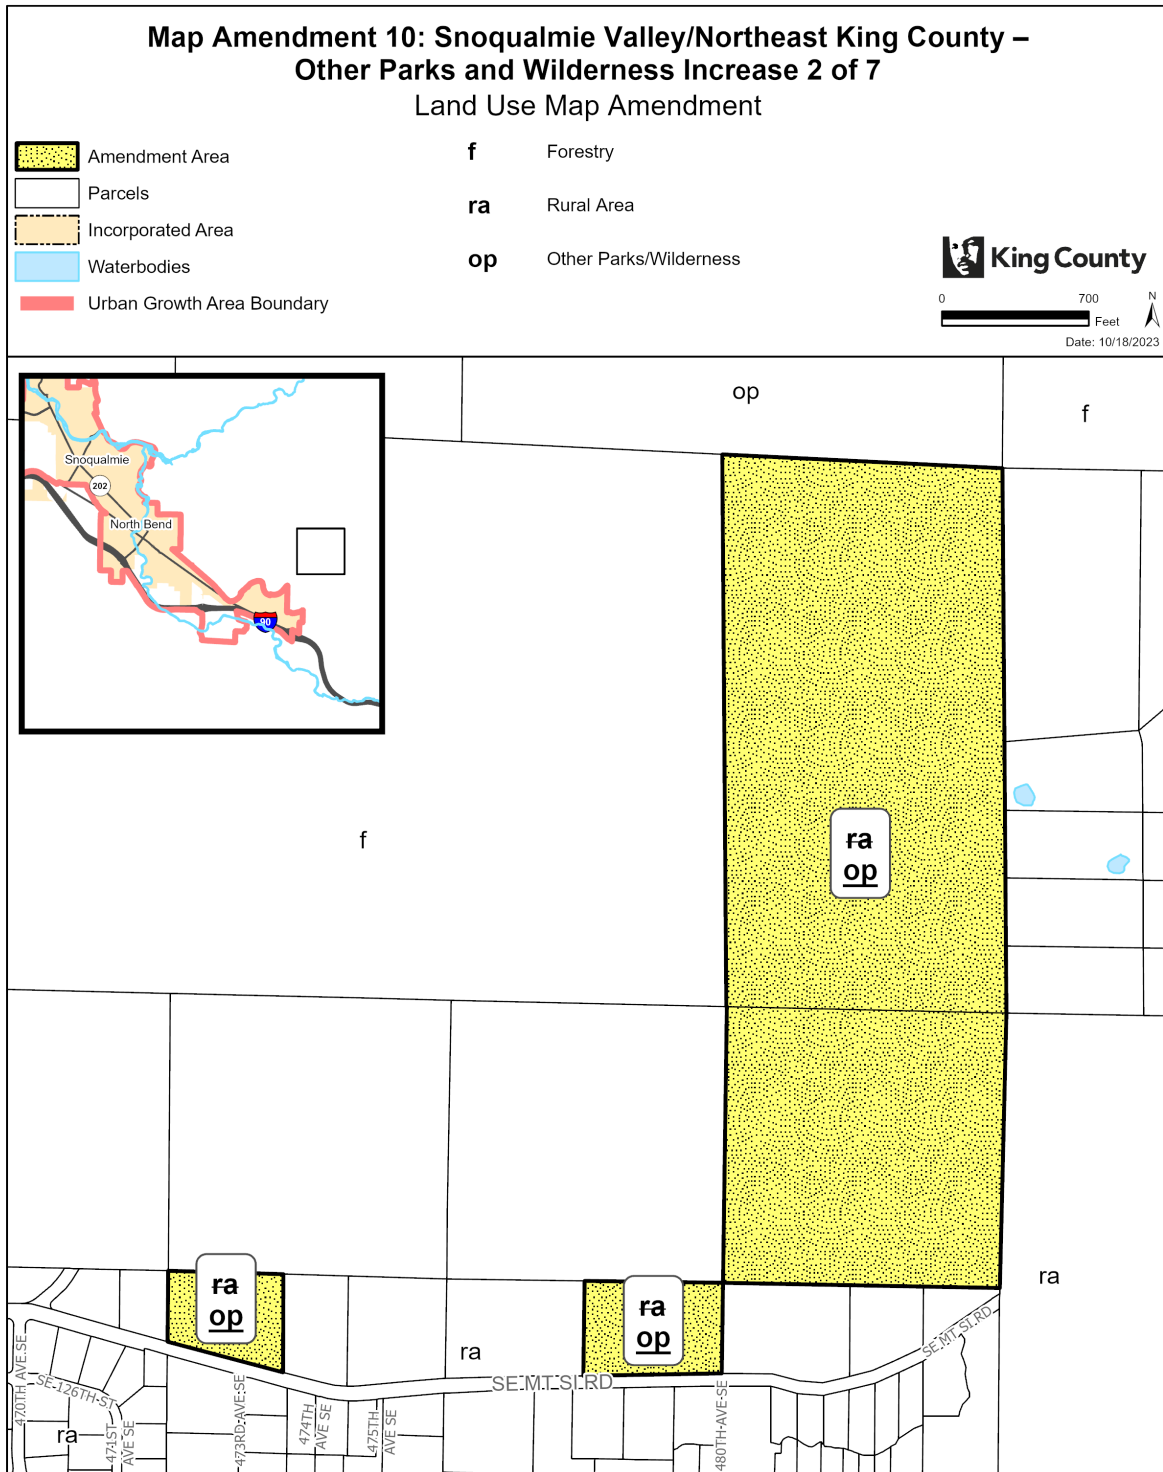 Map Amendment 10: Snoqualmie Valley/Northeast King County –
Other Parks and Wilderness Increase 2 of 7
Land Use Map Amendment
Amendment Area
Parcels
Incorporated Area
Waterbodies
Urban Growth Area Boundary
f Forestry
ra Rural Area
op Other Parks/Wilderness
King County
0 700
Feet
N
Date: 10/18/2023
op
f
Snoqualmie
202
North Bend
90
f
ra
op
ra
op
ra
op
ra
ra
ra
SE MT SI RD
SE MT SI RD
SE 126TH ST
470TH AVE SE
471ST
AVE SE
473RD AVE SE
474TH
AVE SE
475TH
AVE SE
480TH AVE SE